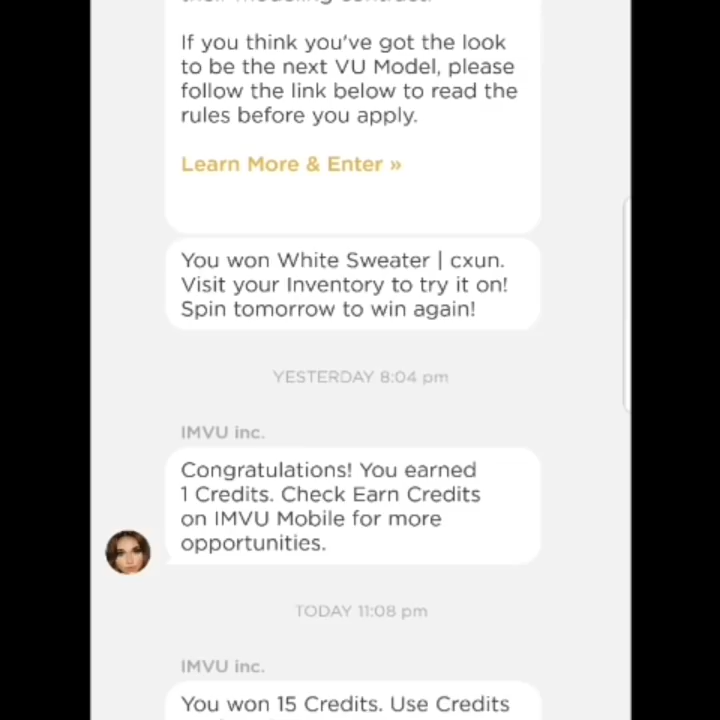 their modeling contract.
If you think you've got the look
to be the next VU Model, please
follow the link below to read the
rules before you apply.
Learn More & Enter »
You won White Sweater | cxun.
Visit your Inventory to try it on!
Spin tomorrow to win again!
YESTERDAY 8:04 pm
IMVU inc.
Congratulations! You earned
1 Credits. Check Earn Credits
on IMVU Mobile for more
opportunities.
TODAY 11:08 pm
IMVU inc.
You won 15 Credits. Use Credits